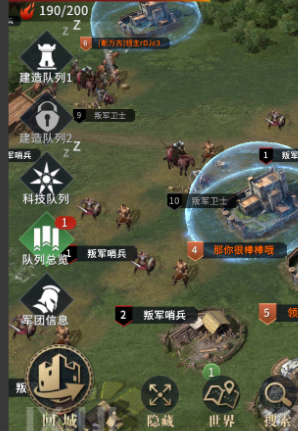 190/200
Z
Z
6
建造队列1
9 叛军卫士
建造队列2
Z
Z
军哨兵
1 叛军
科技队列
10 叛军卫士
1
队列总览
1 叛军哨兵
4 那你很棒棒哦
军团信息
2 叛军哨兵
5 领
叛
1
回城
隐藏
世界
搜索